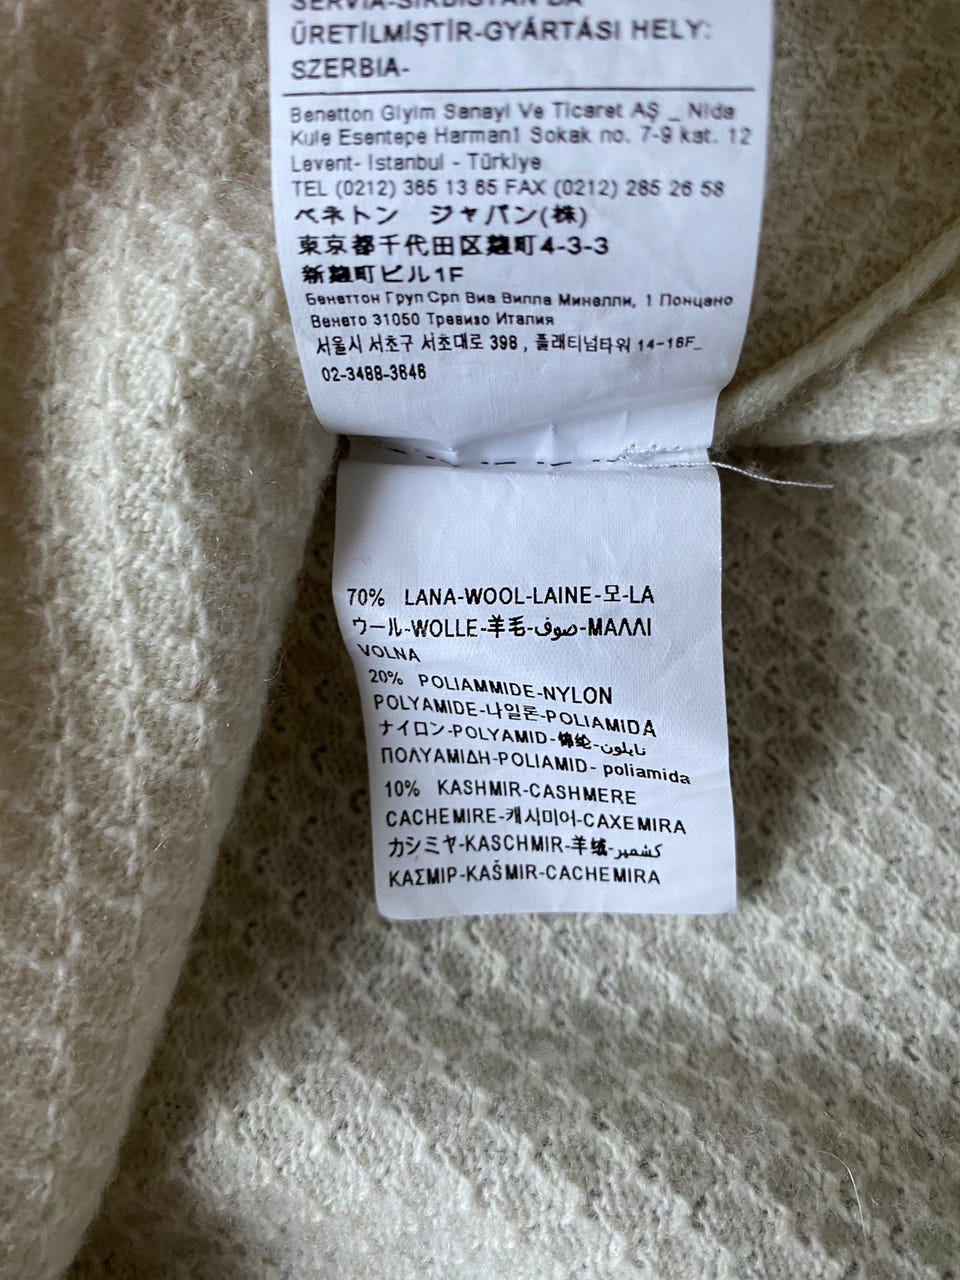 SERVIA-SIRBISTAN'DA
ÜRETİLMİŞTİR-GYÁRTÁSI HELY:
SZERBIA-
Benetton Giyim Sanayi Ve Ticaret AŞ _ Nida
Kule Esentepe Harman1 Sokak no. 7-9 kat. 12
Levent- Istanbul - Türkiye
TEL (0212) 365 13 65 FAX (0212) 285 26 58
ベネトン ジャパン(株)
東京都千代田区麹町4-3-3
新麹町ビル1F
Бенеттон Груп Срл Виа Вилла Минелли, 1 Понцано
Венето 31050 Тревизо Италия
서울시 서초구 서초대로 398 , 플래티넘타워 14-16F_
02-3488-3646
70% LANA-WOOL-LAINE-모-LA
ウール-WOLLE-羊毛-صوف-ΜΑΛΛΙ
VOLNA
20% POLIAMMIDE-NYLON
POLYAMIDE-나일론-POLIAMIDA
ナイロン-POLYAMID-锦纶-نايلون
ΠΟΛΥΑΜΙΔΗ-POLIAMID- poliamida
10% KASHMIR-CASHMERE
CACHEMIRE-캐시미어-CAXEMIRA
カシミヤ-KASCHMIR-羊绒-كشمير
ΚΑΣΜΙΡ-KAŠMIR-CACHEMIRA